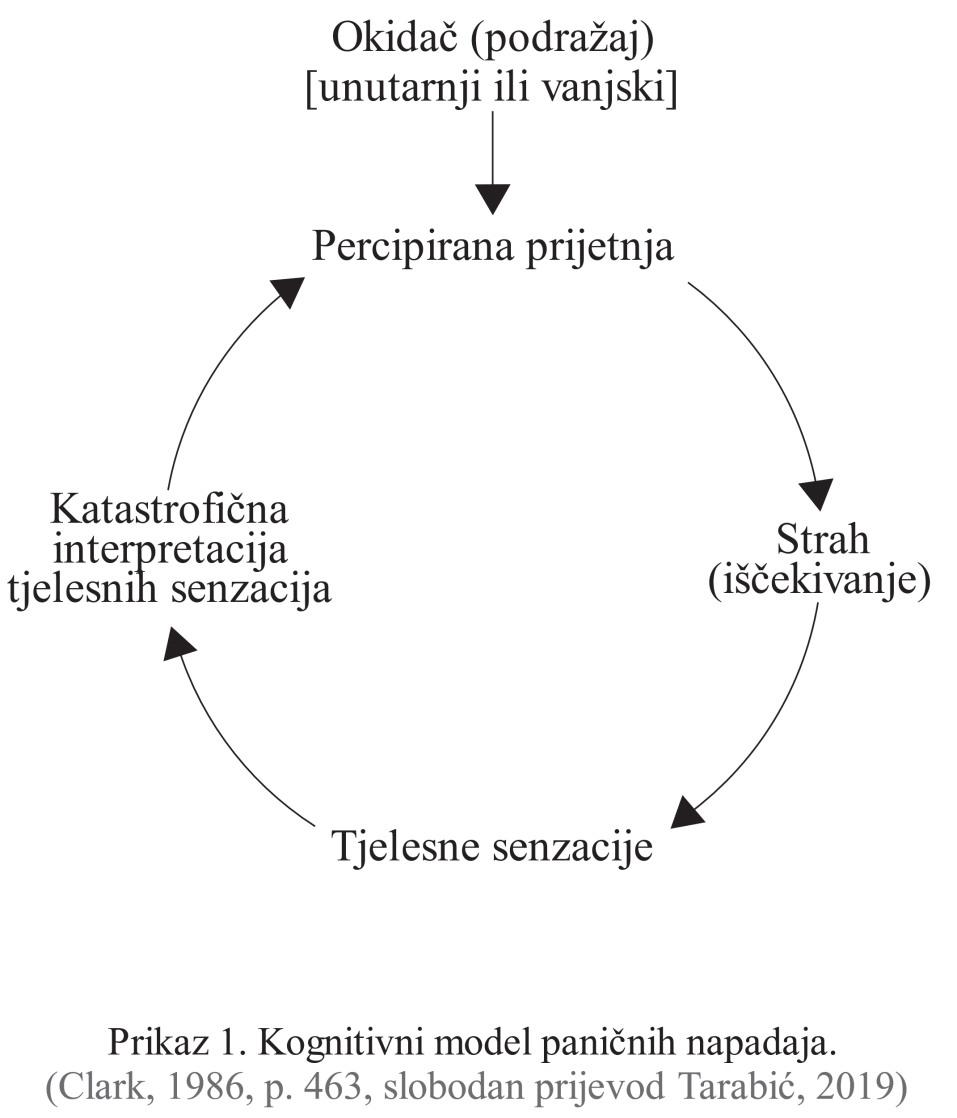 Okidač (podražaj)
[unutarnji ili vanjski]
Percipirana prijetnja
Strah
(iščekivanje)
Tjelesne senzacije
Katastrofična
interpretacija
tjelesnih senzacija
Prikaz 1. Kognitivni model paničnih napadaja.
(Clark, 1986, p. 463, slobodan prijevod Tarabić, 2019)